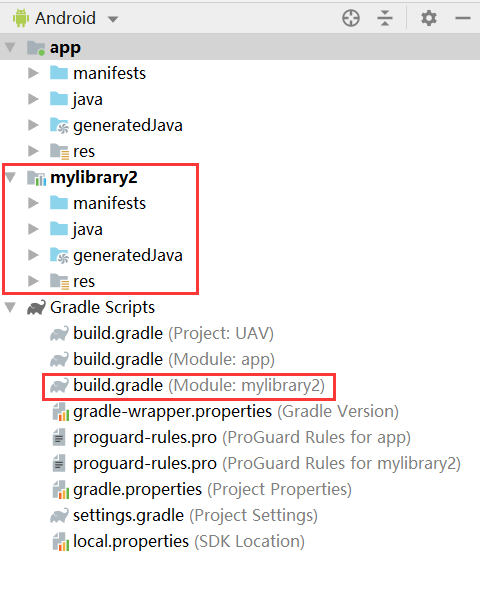 Android
app
manifests
java
generatedJava
res
mylibrary2
manifests
java
generatedJava
res
Gradle Scripts
build.gradle (Project: UAV)
build.gradle (Module: app)
build.gradle (Module: mylibrary2)
gradle-wrapper.properties (Gradle Version)
proguard-rules.pro (ProGuard Rules for app)
proguard-rules.pro (ProGuard Rules for mylibrary2)
gradle.properties (Project Properties)
settings.gradle (Project Settings)
local.properties (SDK Location)